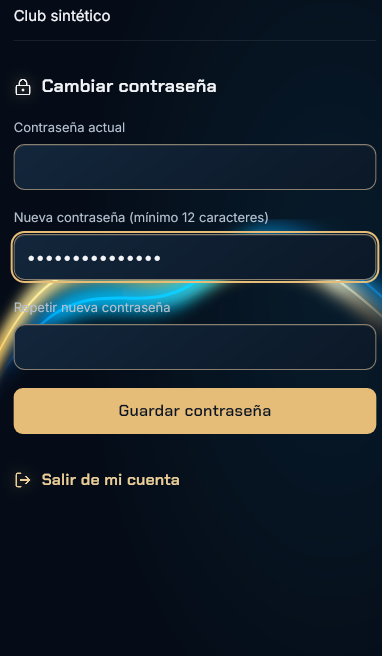 Club sintético
Cambiar contraseña
Contraseña actual
Nueva contraseña (mínimo 12 caracteres)
•••••••••••••••
Repetir nueva contraseña
Guardar contraseña
Salir de mi cuenta